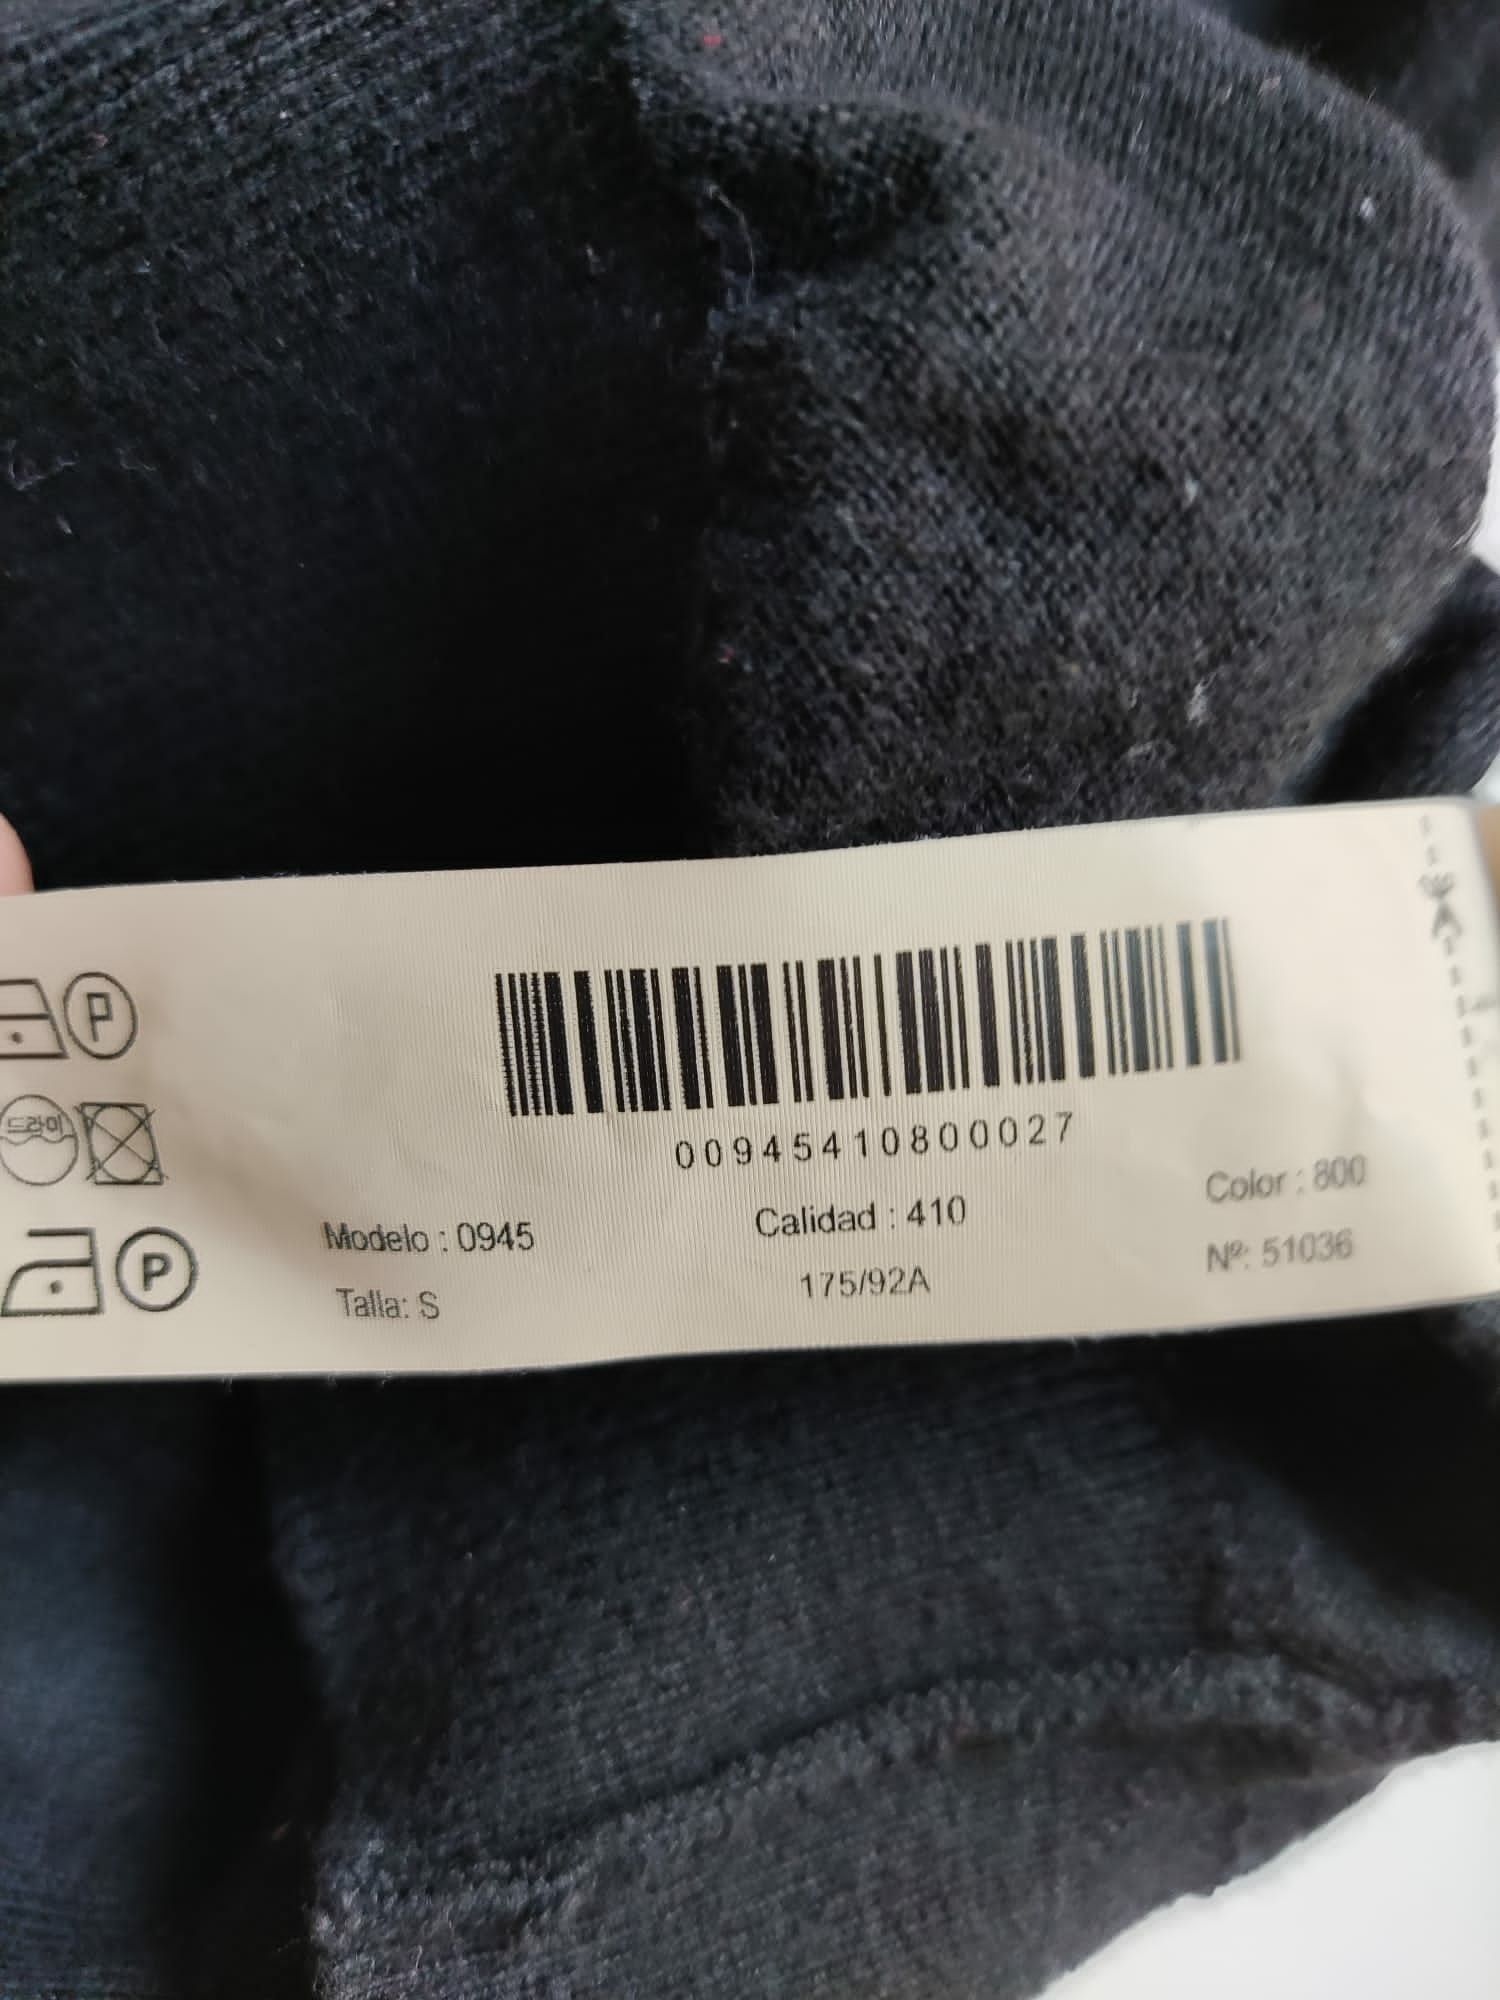 P
드라이
P
00945410800027
Modelo : 0945
Calidad : 410
Color : 800
Talla: S
175/92A
Nº: 51036